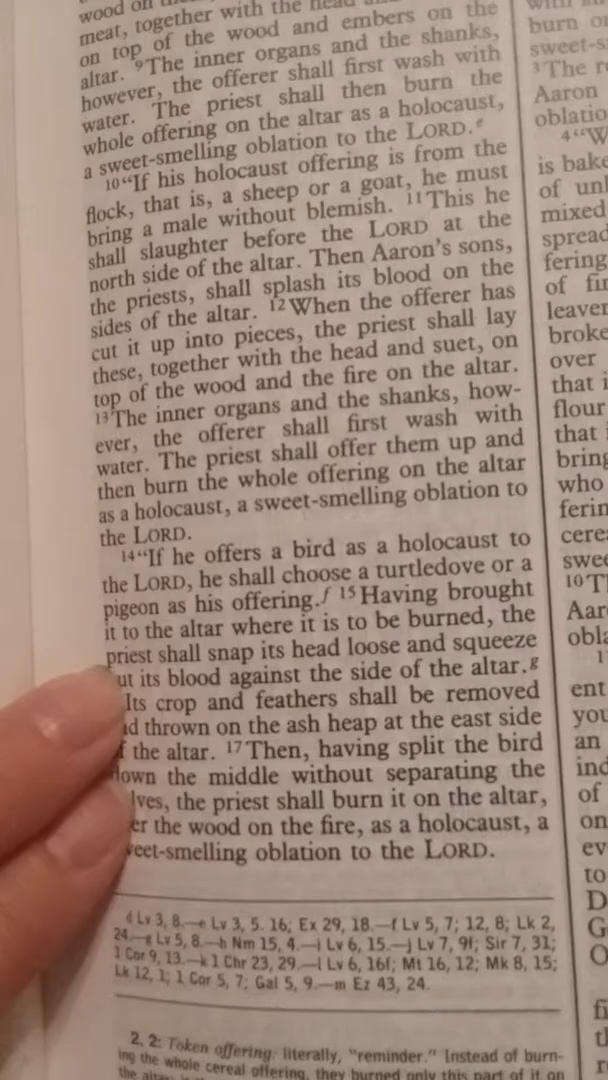 wood on
meat, together with the head and
on top of the wood and embers on the
altar. ⁹The inner organs and the shanks,
however, the offerer shall first wash with
water. The priest shall then burn the
whole offering on the altar as a holocaust,
a sweet-smelling oblation to the LORD.ᵉ
¹⁰“If his holocaust offering is from the
flock, that is, a sheep or a goat, he must
bring a male without blemish. ¹¹This he
shall slaughter before the LORD at the
north side of the altar. Then Aaron’s sons,
the priests, shall splash its blood on the
sides of the altar. ¹²When the offerer has
cut it up into pieces, the priest shall lay
these, together with the head and suet, on
top of the wood and the fire on the altar.
¹³The inner organs and the shanks, how-
ever, the offerer shall first wash with
water. The priest shall offer them up and
then burn the whole offering on the altar
as a holocaust, a sweet-smelling oblation to
the LORD.
¹⁴“If he offers a bird as a holocaust to
the LORD, he shall choose a turtledove or a
pigeon as his offering.ᶠ ¹⁵Having brought
it to the altar where it is to be burned, the
priest shall snap its head loose and squeeze
ut its blood against the side of the altar.ᵍ
Its crop and feathers shall be removed
d thrown on the ash heap at the east side
f the altar. ¹⁷Then, having split the bird
down the middle without separating the
lves, the priest shall burn it on the altar,
er the wood on the fire, as a holocaust, a
weet-smelling oblation to the LORD.
d Lv 3, 8.—e Lv 3, 5. 16; Ex 29, 18.—f Lv 5, 7; 12, 8; Lk 2,
24.—g Lv 5, 8.—h Nm 15, 4.—i Lv 6, 15.—j Lv 7, 9f; Sir 7, 31;
1 Cor 9, 13.—k 1 Chr 23, 29.—l Lv 6, 16f; Mt 16, 12; Mk 8, 15;
Lk 12, 1; 1 Cor 5, 7; Gal 5, 9.—m Ez 43, 24.
2, 2: Token offering: literally, “reminder.” Instead of burn-
ing the whole cereal offering, they burned only this part of it on
the altar
burn
sweet-s
³The
Aaron
oblatio
⁴“W
is bake
of unl
mixed
spread
fering
of fin
leaver
broke
over
that i
flour
that i
bring
who
ferin
cere
swee
¹⁰T
Aar
obla
1
ent
you
an
ind
of
on
ev
to
D
G
O
fi
t